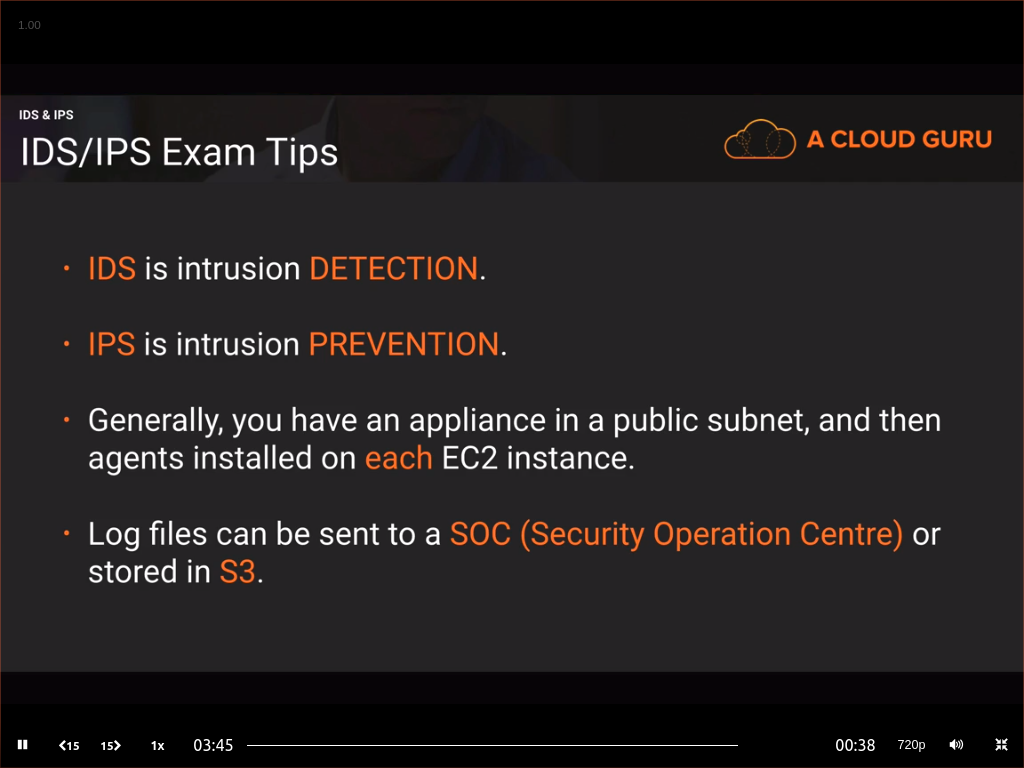 1.00
IDS & IPS
IDS/IPS Exam Tips
A CLOUD GURU
• IDS is intrusion DETECTION.
• IPS is intrusion PREVENTION.
• Generally, you have an appliance in a public subnet, and then
agents installed on each EC2 instance.
• Log files can be sent to a SOC (Security Operation Centre) or
stored in S3.
15 15 1x 03:45 00:38 720p